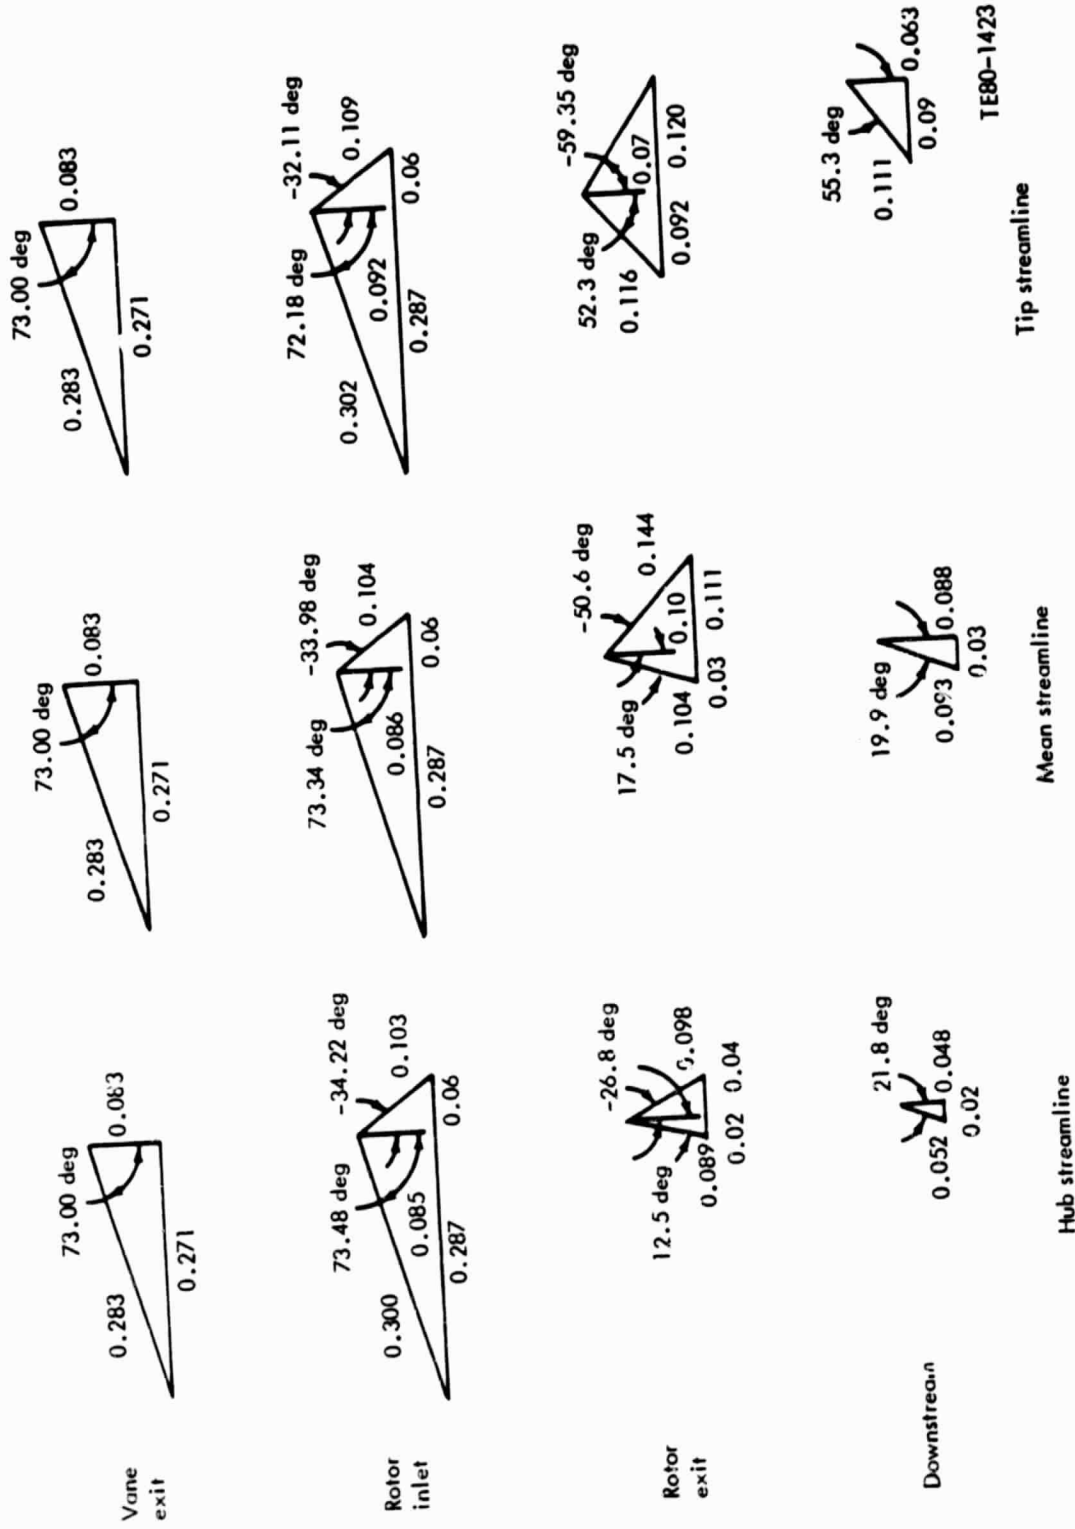 Vane
exit
73.00 deg
0.283
0.083
0.271
73.00 deg
0.283
0.083
0.271
73.00 deg
0.283
0.083
0.271
Rotor
inlet
73.48 deg
-34.22 deg
0.300
0.085
0.103
0.287
0.06
73.34 deg
-33.98 deg
0.086
0.104
0.287
0.06
72.18 deg
-32.11 deg
0.302
0.092
0.109
0.287
0.06
Rotor
exit
12.5 deg
-26.8 deg
0.089
0.098
0.02
0.04
17.5 deg
-50.6 deg
0.104
0.10
0.144
0.03
0.111
52.3 deg
-59.35 deg
0.116
0.07
0.092
0.120
Downstream
21.8 deg
0.052
0.048
0.02
19.9 deg
0.093
0.088
0.03
55.3 deg
0.111
0.063
0.09
Hub streamline
Mean streamline
Tip streamline
TE80-1423